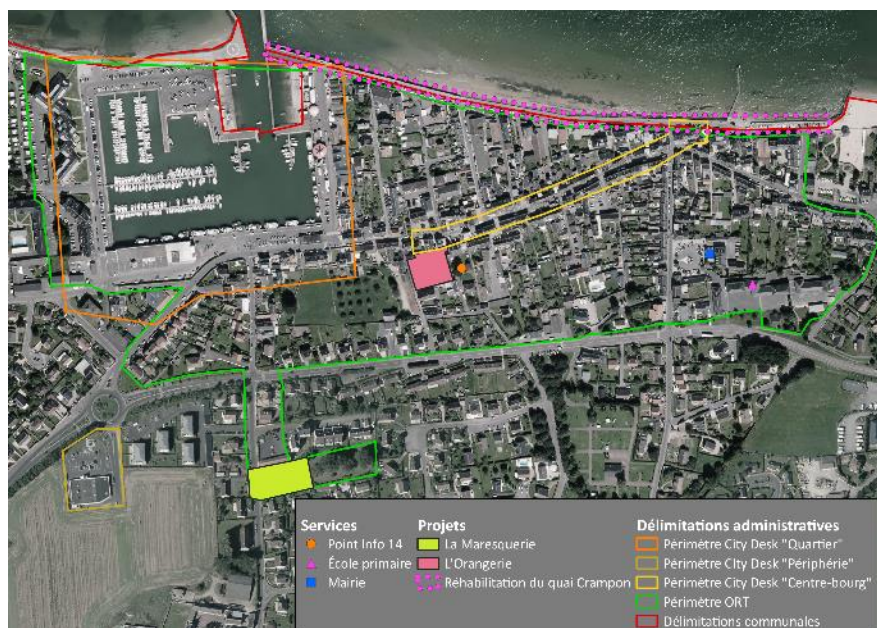 Services
Point Info 14
École primaire
Mairie
Projets
La Maresquerie
L'Orangerie
Réhabilitation du quai Crampon
Délimitations administratives
Périmètre City Desk "Quartier"
Périmètre City Desk "Périphérie"
Périmètre City Desk "Centre-bourg"
Périmètre ORT
Délimitations communales